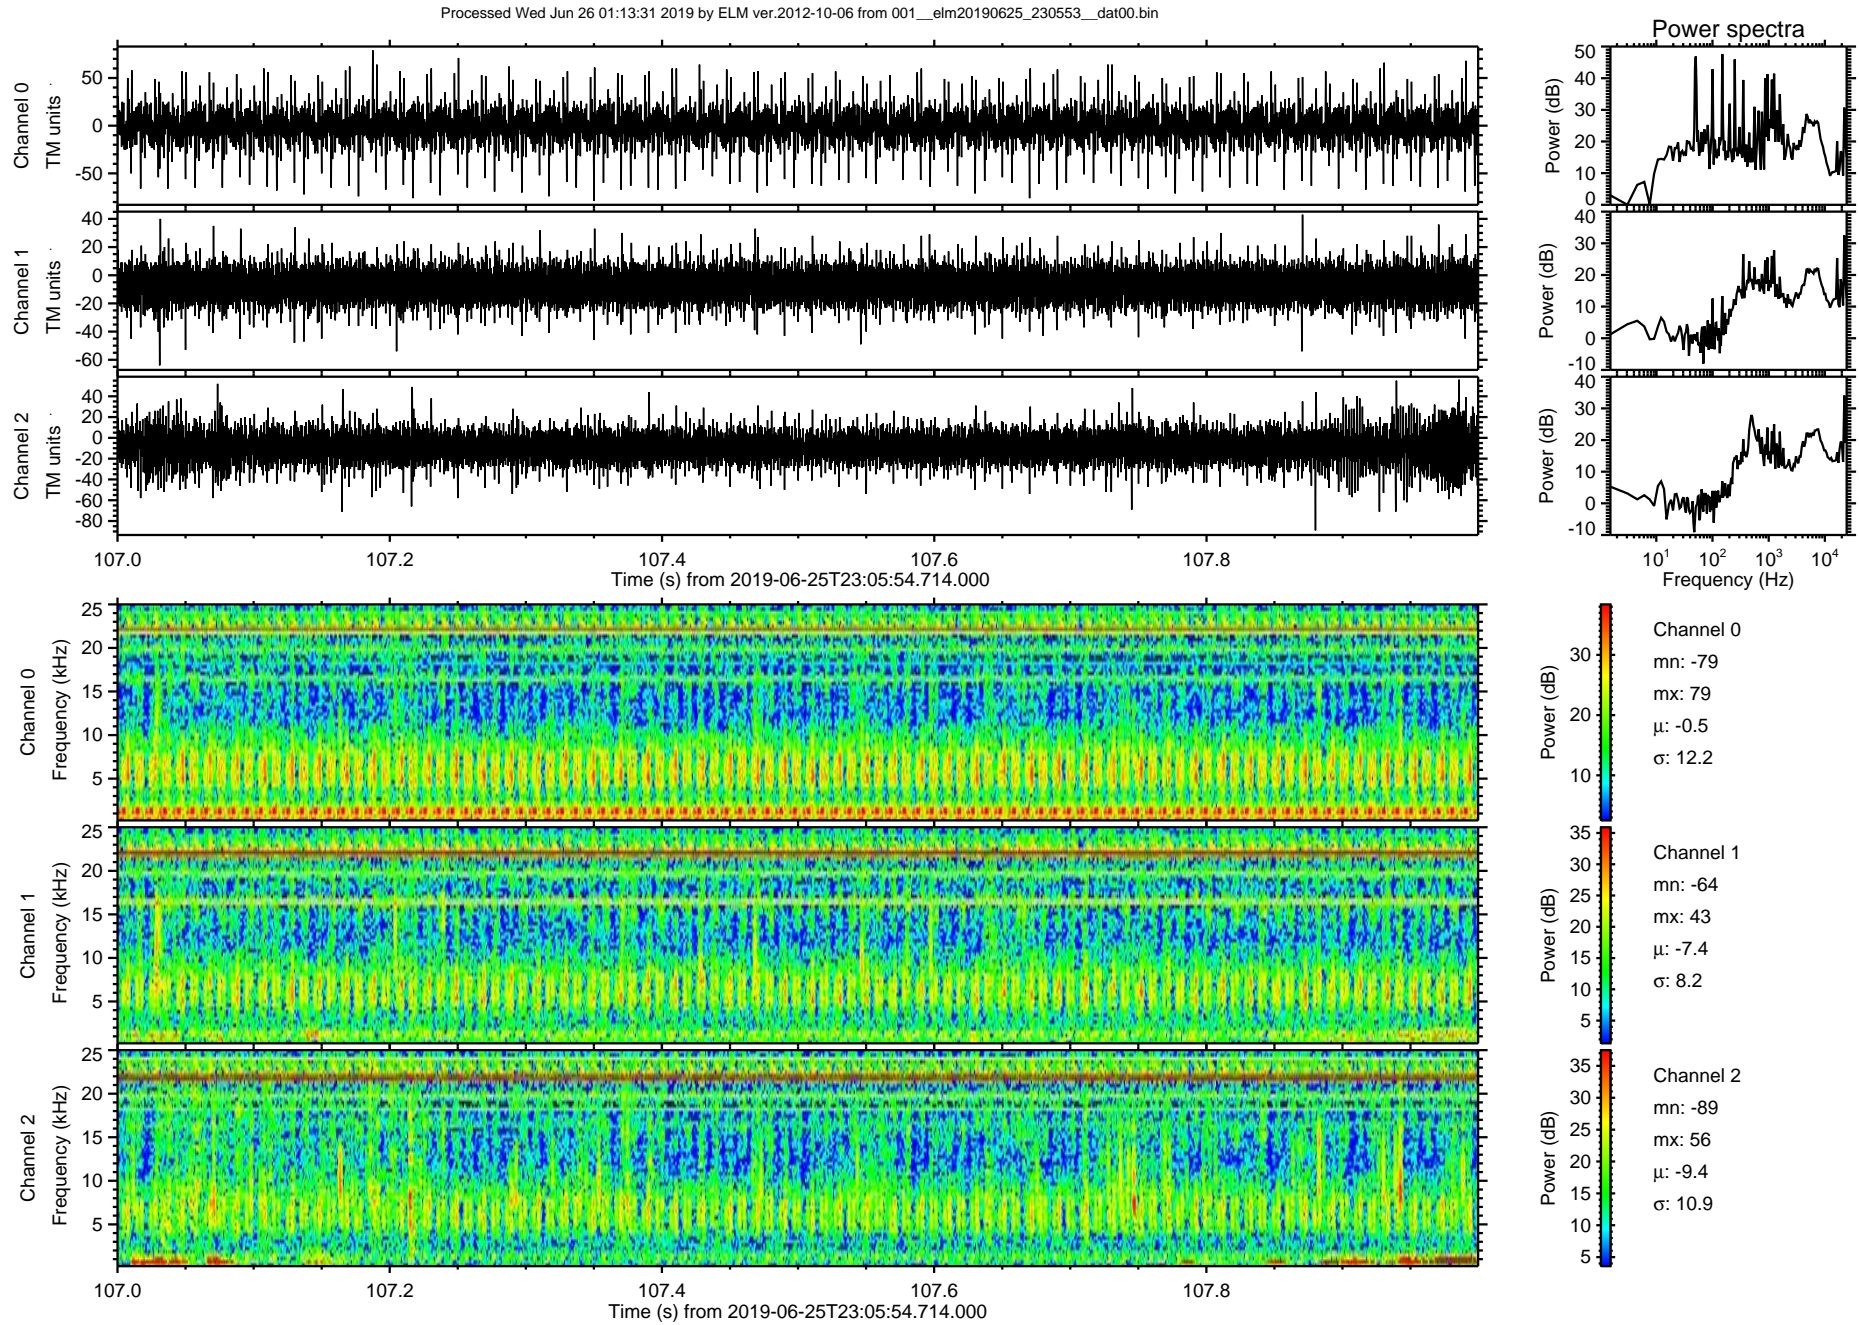 Processed Wed Jun 26 01:13:31 2019 by ELM ver.2012-10-06 from 001__elm20190625_230553__dat00.bin
Power spectra
Channel 0
TM units
50
0
-50
Power (dB)
50
40
30
20
10
0
Channel 1
TM units
40
20
0
-20
-40
-60
Power (dB)
40
30
20
10
0
-10
Channel 2
TM units
40
20
0
-20
-40
-60
-80
Power (dB)
40
30
20
10
0
-10
107.0 107.2 107.4 107.6 107.8
Time (s) from 2019-06-25T23:05:54.714.000
10¹ 10² 10³ 10⁴
Frequency (Hz)
Channel 0
Frequency (kHz)
25
20
15
10
5
Power (dB)
30
20
10
Channel 0
mn: -79
mx: 79
µ: -0.5
σ: 12.2
Channel 1
Frequency (kHz)
25
20
15
10
5
Power (dB)
35
30
25
20
15
10
5
Channel 1
mn: -64
mx: 43
µ: -7.4
σ: 8.2
Channel 2
Frequency (kHz)
25
20
15
10
5
Power (dB)
35
30
25
20
15
10
5
Channel 2
mn: -89
mx: 56
µ: -9.4
σ: 10.9
107.0 107.2 107.4 107.6 107.8
Time (s) from 2019-06-25T23:05:54.714.000